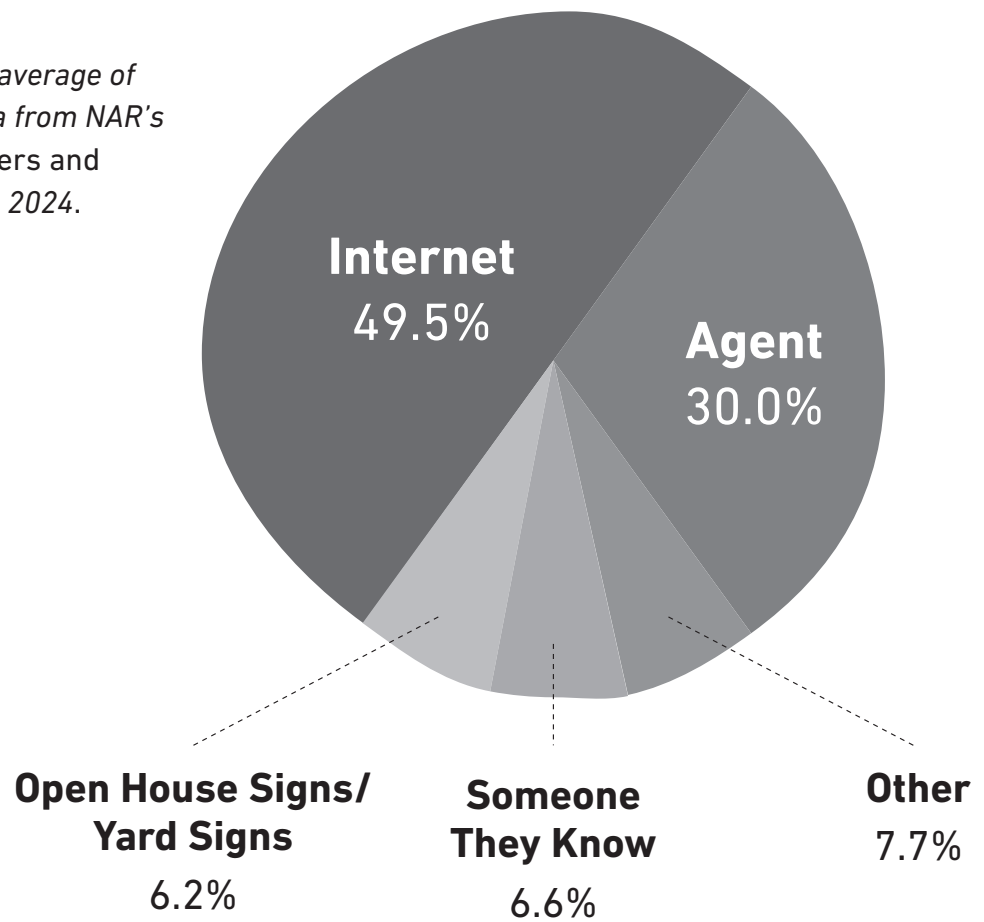 average of
from NAR's
and
2024.
Internet
49.5%
Agent
30.0%
Open House Signs/
Yard Signs
6.2%
Someone
They Know
6.6%
Other
7.7%